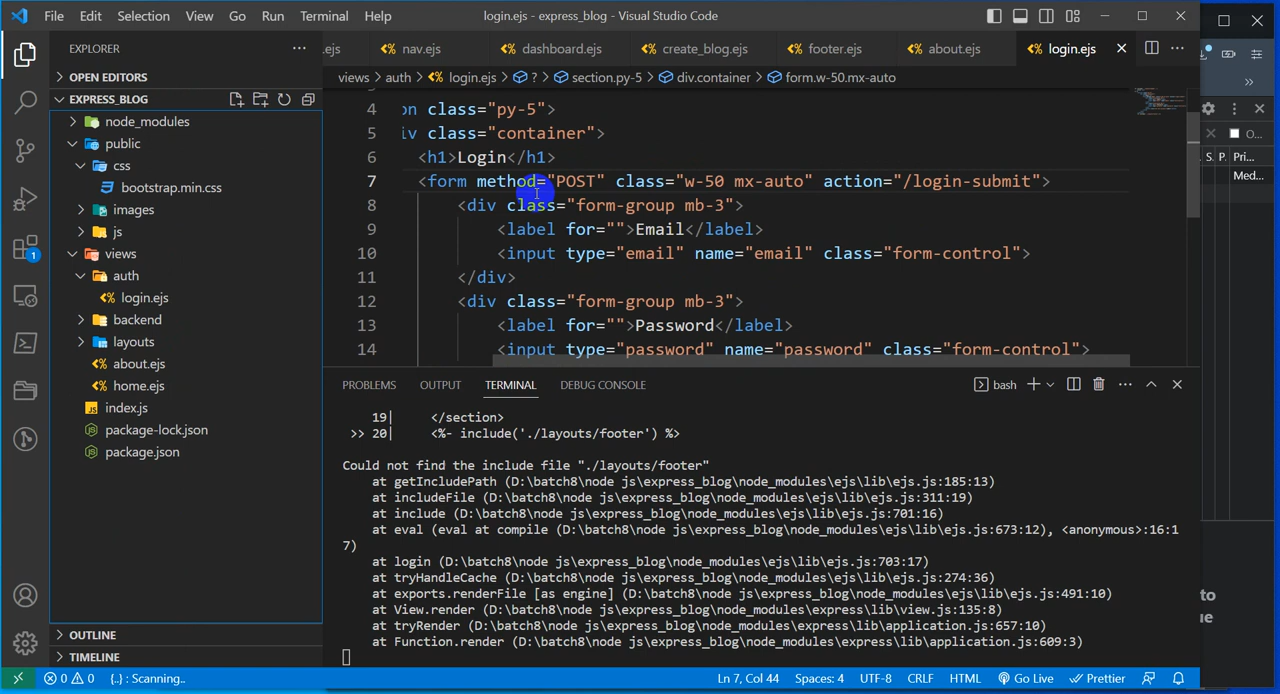 File Edit Selection View Go Run Terminal Help login.ejs - express_blog - Visual Studio Code
EXPLORER
.ejs nav.ejs dashboard.ejs create_blog.ejs footer.ejs about.ejs login.ejs
OPEN EDITORS
views > auth > login.ejs > ? > section.py-5 > div.container > form.w-50.mx-auto
EXPRESS_BLOG
node_modules
public
css
bootstrap.min.css
images
js
views
auth
login.ejs
backend
layouts
about.ejs
home.ejs
index.js
package-lock.json
package.json
OUTLINE
TIMELINE
4 on class="py-5">
5 iv class="container">
6 <h1>Login</h1>
7 <form method="POST" class="w-50 mx-auto" action="/login-submit">
8 <div class="form-group mb-3">
9 <label for="">Email</label>
10 <input type="email" name="email" class="form-control">
11 </div>
12 <div class="form-group mb-3">
13 <label for="">Password</label>
14 <input type="password" name="password" class="form-control">
PROBLEMS OUTPUT TERMINAL DEBUG CONSOLE bash
19| </section>
>> 20| <%- include('./layouts/footer') %>
Could not find the include file "./layouts/footer"
at getIncludePath (D:\batch8\node js\express_blog\node_modules\ejs\lib\ejs.js:185:13)
at includeFile (D:\batch8\node js\express_blog\node_modules\ejs\lib\ejs.js:311:19)
at include (D:\batch8\node js\express_blog\node_modules\ejs\lib\ejs.js:701:16)
at eval (eval at compile (D:\batch8\node js\express_blog\node_modules\ejs\lib\ejs.js:673:12), <anonymous>:16:1
7)
at login (D:\batch8\node js\express_blog\node_modules\ejs\lib\ejs.js:703:17)
at tryHandleCache (D:\batch8\node js\express_blog\node_modules\ejs\lib\ejs.js:274:36)
at exports.renderFile [as engine] (D:\batch8\node js\express_blog\node_modules\ejs\lib\ejs.js:491:10)
at View.render (D:\batch8\node js\express_blog\node_modules\express\lib\view.js:135:8)
at tryRender (D:\batch8\node js\express_blog\node_modules\express\lib\application.js:657:10)
at Function.render (D:\batch8\node js\express_blog\node_modules\express\lib\application.js:609:3)
1
0 0 {..} : Scanning.. Ln 7, Col 44 Spaces: 4 UTF-8 CRLF HTML Go Live Prettier
O...
S. P. Pri...
Med...
to
ue